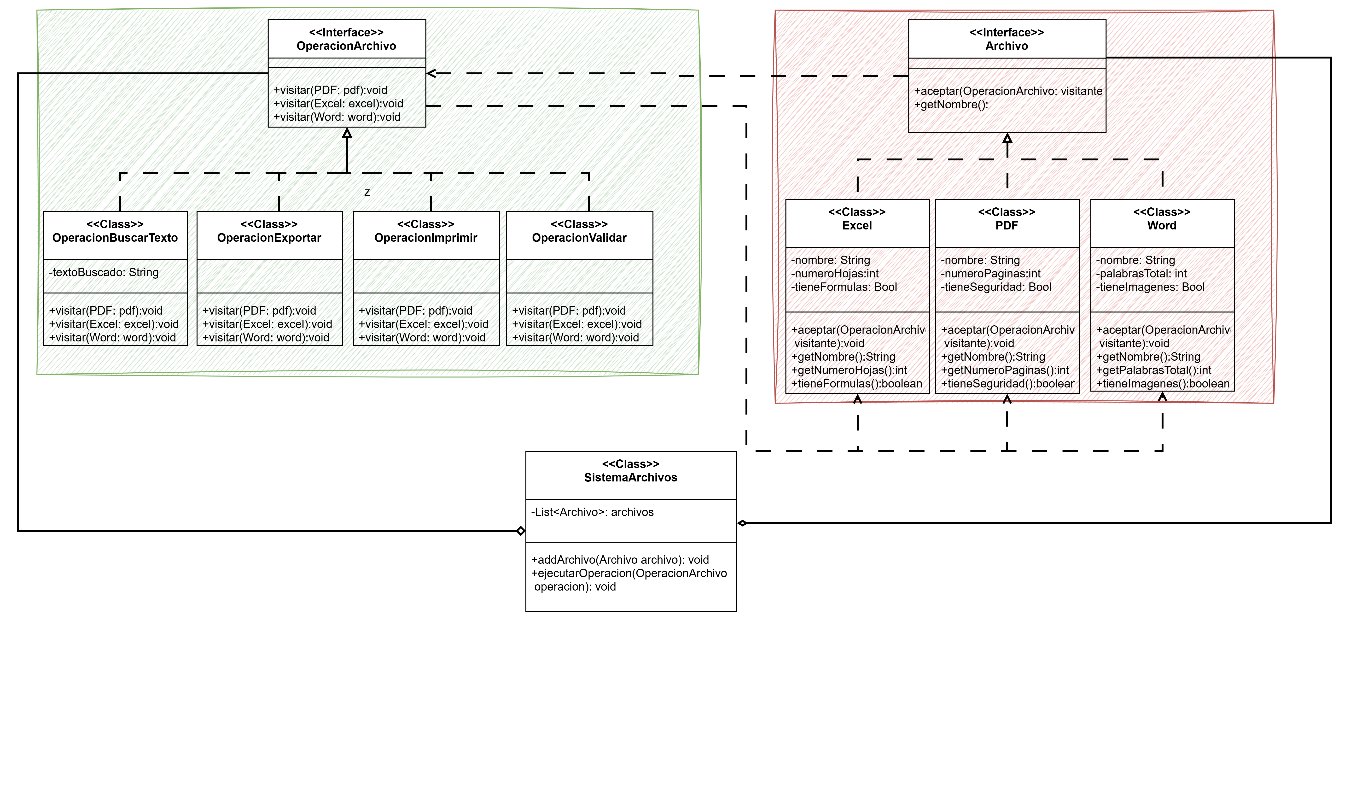 <<Interface>>
OperacionArchivo
+visitar(PDF: pdf):void
+visitar(Excel: excel):void
+visitar(Word: word):void
<<Interface>>
Archivo
+aceptar(OperacionArchivo: visitante
+getNombre():
z
<<Class>>
OperacionBuscarTexto
-textoBuscado: String
+visitar(PDF: pdf):void
+visitar(Excel: excel):void
+visitar(Word: word):void
<<Class>>
OperacionExportar
+visitar(PDF: pdf):void
+visitar(Excel: excel):void
+visitar(Word: word):void
<<Class>>
OperacionImprimir
+visitar(PDF: pdf):void
+visitar(Excel: excel):void
+visitar(Word: word):void
<<Class>>
OperacionValidar
+visitar(PDF: pdf):void
+visitar(Excel: excel):void
+visitar(Word: word):void
<<Class>>
Excel
-nombre: String
-numeroHojas:int
-tieneFormulas: Bool
+aceptar(OperacionArchiv
visitante):void
+getNombre():String
+getNumeroHojas():int
+tieneFormulas():boolean
<<Class>>
PDF
-nombre: String
-numeroPaginas:int
-tieneSeguridad: Bool
+aceptar(OperacionArchiv
visitante):void
+getNombre():String
+getNumeroPaginas():int
+tieneSeguridad():boolear
<<Class>>
Word
-nombre: String
-palabrasTotal: int
-tieneImagenes: Bool
+aceptar(OperacionArchiv
visitante):void
+getNombre():String
+getPalabrasTotal():int
+tieneImagenes():boolean
<<Class>>
SistemaArchivos
-List<Archivo>: archivos
+addArchivo(Archivo archivo): void
+ejecutarOperacion(OperacionArchivo
operacion): void